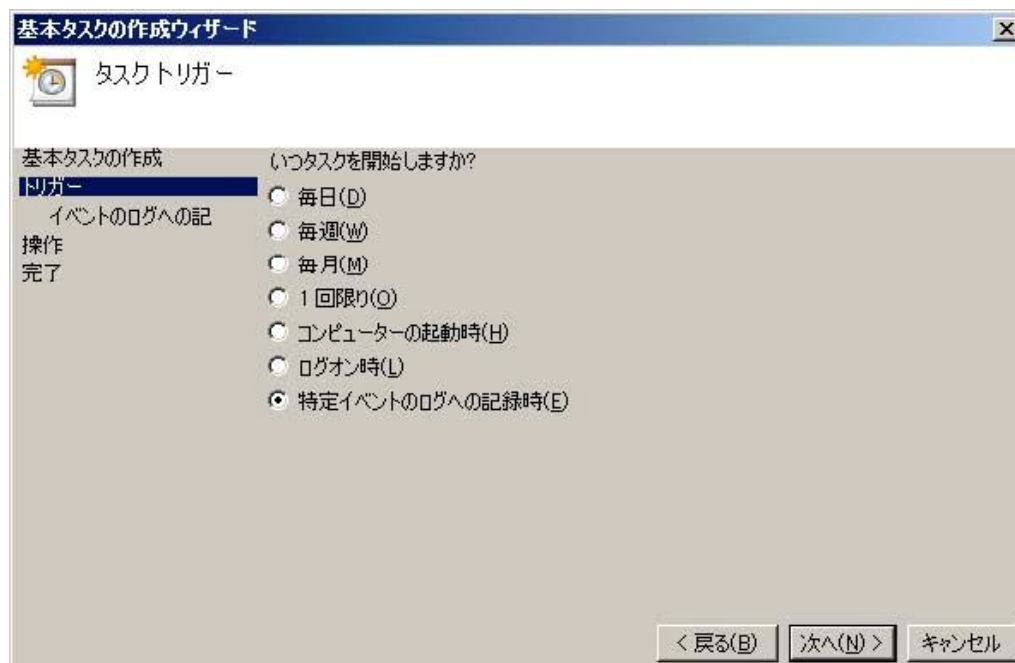 基本タスクの作成ウィザード
タスクトリガー
基本タスクの作成
トリガー
イベントのログへの記
操作
完了
いつタスクを開始しますか?
毎日(D)
毎週(W)
毎月(M)
1 回限り(O)
コンピューターの起動時(H)
ログオン時(L)
特定イベントのログへの記録時(E)
< 戻る(B)
次へ(N) >
キャンセル